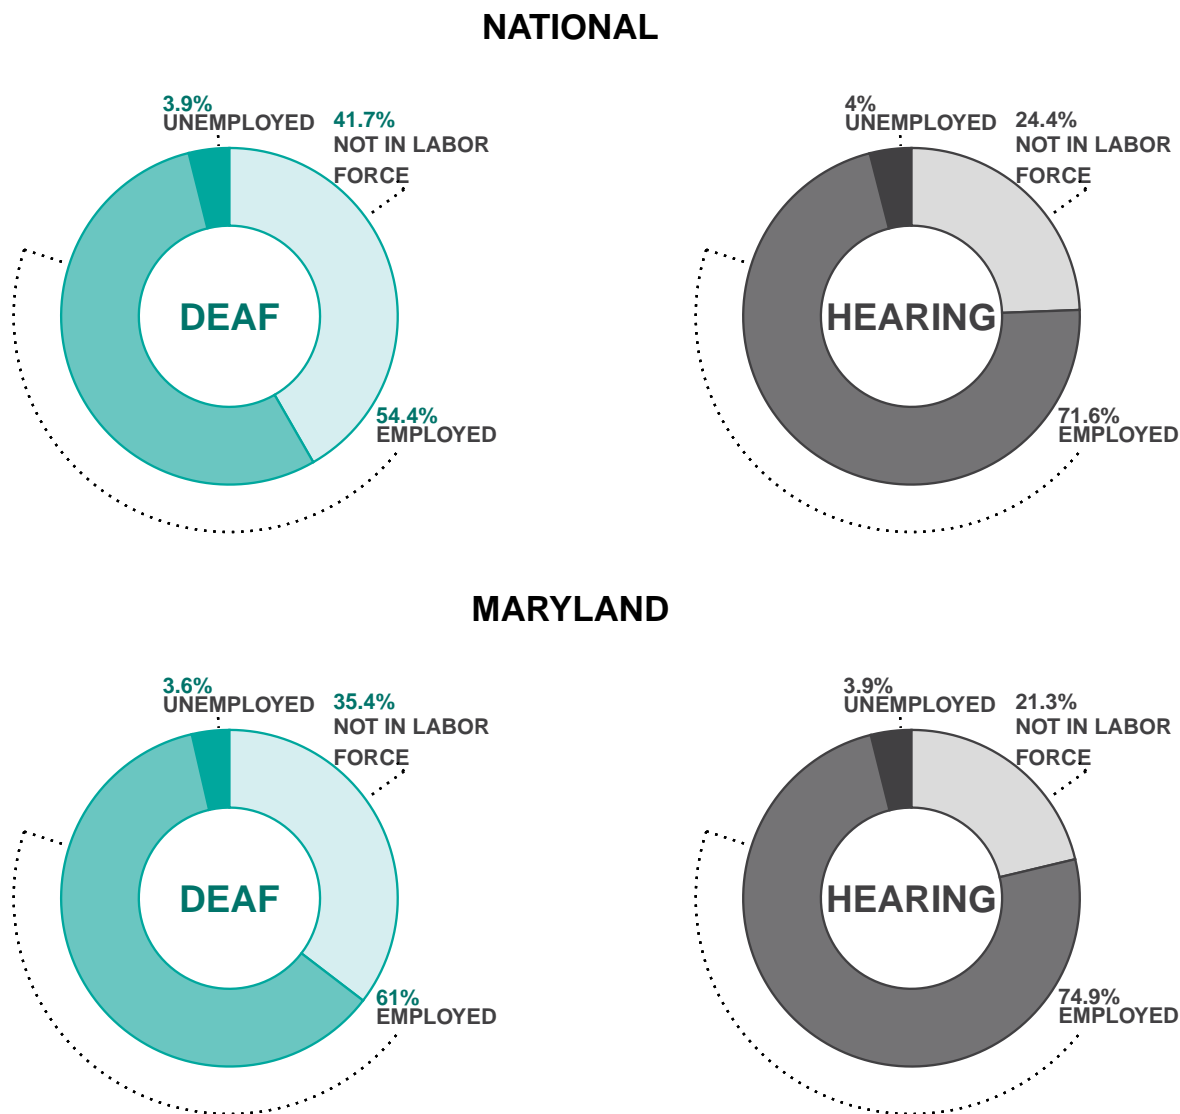 NATIONAL
3.9%
UNEMPLOYED
41.7%
NOT IN LABOR
FORCE
DEAF
54.4%
EMPLOYED
4%
UNEMPLOYED
24.4%
NOT IN LABOR
FORCE
HEARING
71.6%
EMPLOYED
MARYLAND
3.6%
UNEMPLOYED
35.4%
NOT IN LABOR
FORCE
DEAF
61%
EMPLOYED
3.9%
UNEMPLOYED
21.3%
NOT IN LABOR
FORCE
HEARING
74.9%
EMPLOYED